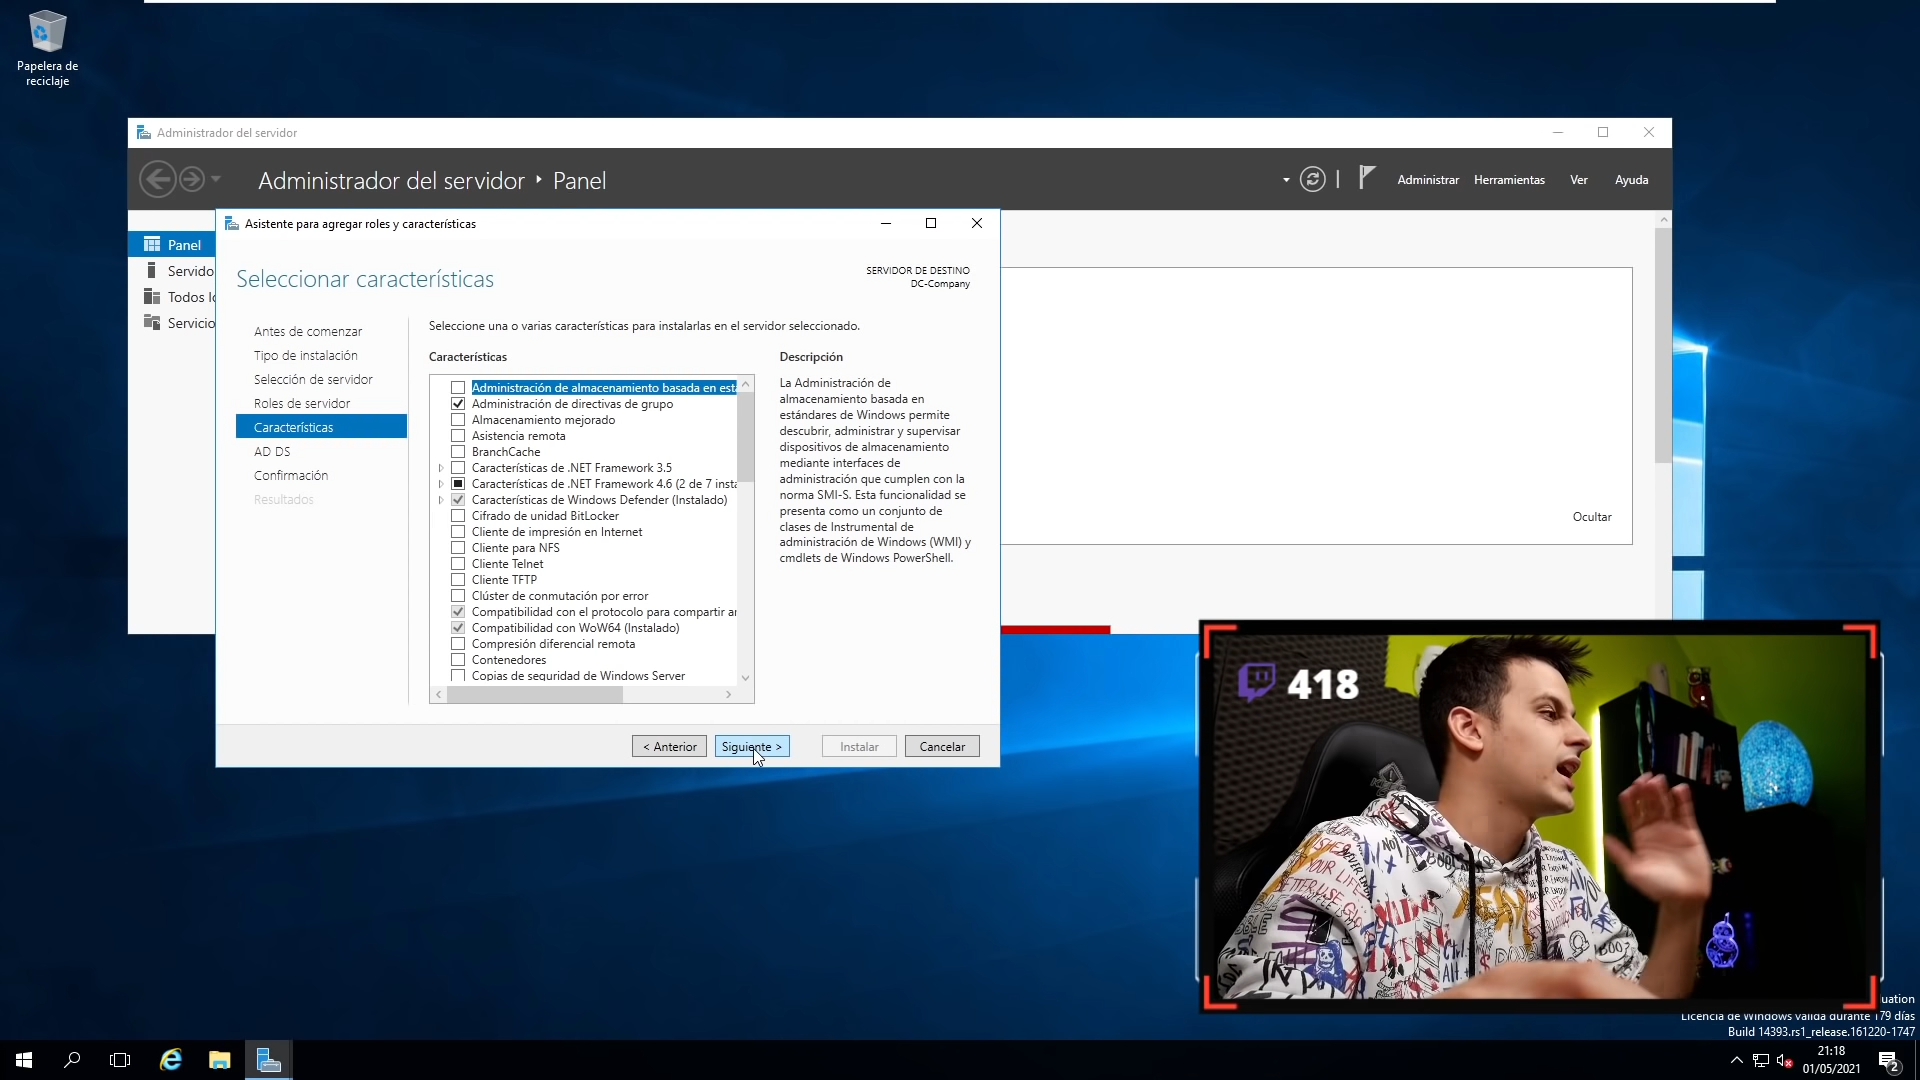 Papelera de
reciclaje
Administrador del servidor
Administrador del servidor
Panel
Administrar
Herramientas
Ver
Ayuda
Panel
Servido
Todos lo
Servicio
Asistente para agregar roles y características
Seleccionar características
SERVIDOR DE DESTINO
DC-Company
Antes de comenzar
Tipo de instalación
Selección de servidor
Roles de servidor
Características
AD DS
Confirmación
Resultados
Seleccione una o varias características para instalarlas en el servidor seleccionado.
Características
Administración de almacenamiento basada en está
Administración de directivas de grupo
Almacenamiento mejorado
Asistencia remota
BranchCache
Características de .NET Framework 3.5
Características de .NET Framework 4.6 (2 de 7 insta
Características de Windows Defender (Instalado)
Cifrado de unidad BitLocker
Cliente de impresión en Internet
Cliente para NFS
Cliente Telnet
Cliente TFTP
Clúster de conmutación por error
Compatibilidad con el protocolo para compartir ar
Compatibilidad con WoW64 (Instalado)
Compresión diferencial remota
Contenedores
Copias de seguridad de Windows Server
Descripción
La Administración de
almacenamiento basada en
estándares de Windows permite
descubrir, administrar y supervisar
dispositivos de almacenamiento
mediante interfaces de
administración que cumplen con la
norma SMI-S. Esta funcionalidad se
presenta como un conjunto de
clases de Instrumental de
administración de Windows (WMI) y
cmdlets de Windows PowerShell.
Ocultar
< Anterior
Siguiente >
Instalar
Cancelar
418
uation
Licencia de Windows válida durante 179 días
Build 14393.rs1_release.161220-1747
21:18
01/05/2021
2